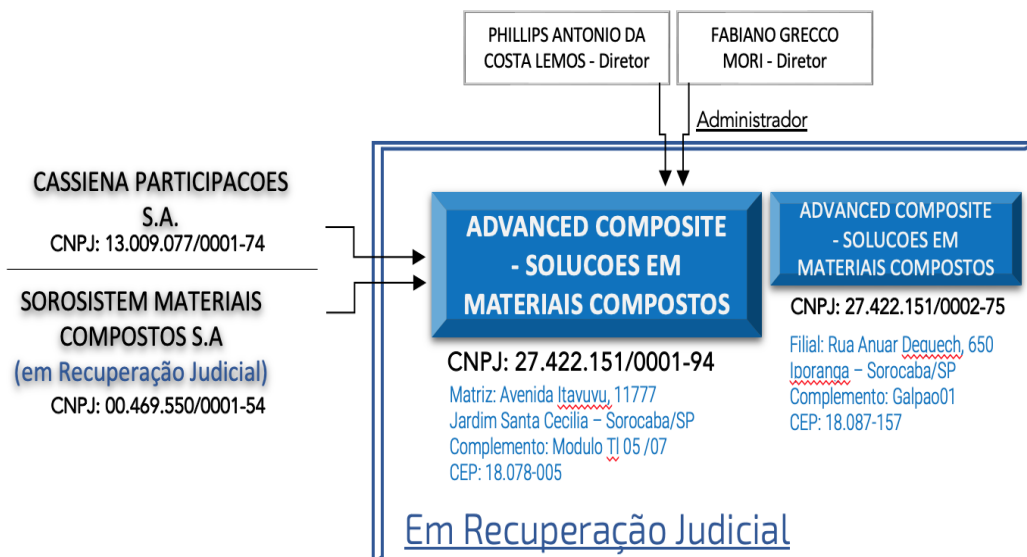 PHILLIPS ANTONIO DA
COSTA LEMOS - Diretor
FABIANO GRECCO
MORI - Diretor
Administrador
CASSIENA PARTICIPACOES
S.A.
CNPJ: 13.009.077/0001-74
SOROSISTEM MATERIAIS
COMPOSTOS S.A
(em Recuperação Judicial)
CNPJ: 00.469.550/0001-54
ADVANCED COMPOSITE
- SOLUCOES EM
MATERIAIS COMPOSTOS
CNPJ: 27.422.151/0001-94
Matriz: Avenida Itavuvu, 11777
Jardim Santa Cecilia – Sorocaba/SP
Complemento: Modulo Tl 05 /07
CEP: 18.078-005
ADVANCED COMPOSITE
- SOLUCOES EM
MATERIAIS COMPOSTOS
CNPJ: 27.422.151/0002-75
Filial: Rua Anuar Dequech, 650
Iporanga – Sorocaba/SP
Complemento: Galpao01
CEP: 18.087-157
Em Recuperação Judicial